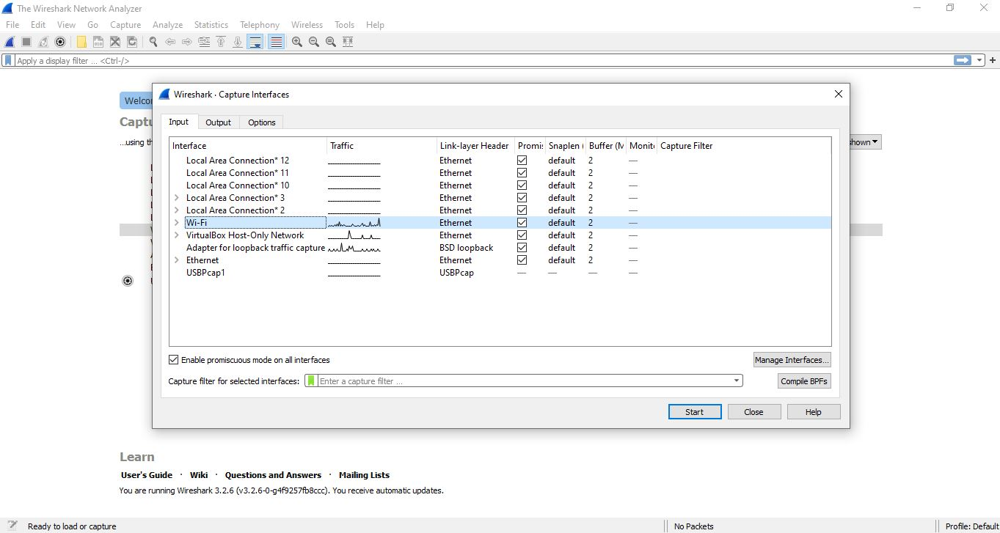 The Wireshark Network Analyzer
File Edit View Go Capture Analyze Statistics Telephony Wireless Tools Help
Apply a display filter ... <Ctrl-/>
Wireshark · Capture Interfaces
Input Output Options
Interface Traffic Link-layer Header Promis Snaplen ( Buffer (M Monito Capture Filter
Local Area Connection* 12 Ethernet default 2 —
Local Area Connection* 11 Ethernet default 2 —
Local Area Connection* 10 Ethernet default 2 —
Local Area Connection* 3 Ethernet default 2 —
Local Area Connection* 2 Ethernet default 2 —
Wi-Fi Ethernet default 2 —
VirtualBox Host-Only Network Ethernet default 2 —
Adapter for loopback traffic capture BSD loopback default 2 —
Ethernet Ethernet default 2 —
USBPcap1 USBPcap — — — —
Enable promiscuous mode on all interfaces
Manage Interfaces...
Capture filter for selected interfaces: Enter a capture filter ... Compile BPFs
Start Close Help
Welco
Captu
...using th
hown
Learn
User's Guide · Wiki · Questions and Answers · Mailing Lists
You are running Wireshark 3.2.6 (v3.2.6-0-g4f9257fb8ccc). You receive automatic updates.
Ready to load or capture No Packets Profile: Default